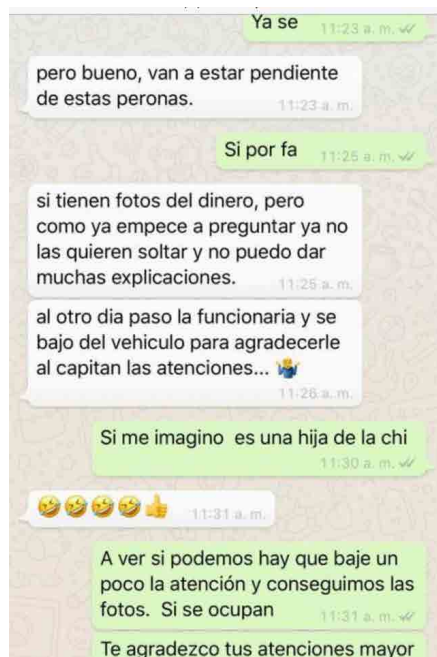 Ya se
11:23 a. m.
pero bueno, van a estar pendiente
de estas peronas.
11:23 a. m.
Si por fa
11:25 a. m.
si tienen fotos del dinero, pero
como ya empece a preguntar ya no
las quieren soltar y no puedo dar
muchas explicaciones.
11:25 a. m.
al otro dia paso la funcionaria y se
bajo del vehiculo para agradecerle
al capitan las atenciones... 🤷‍♂️
11:26 a. m.
Si me imagino es una hija de la chi
11:30 a. m.
🤣🤣🤣🤣👍
11:31 a. m.
A ver si podemos hay que baje un
poco la atención y conseguimos las
fotos. Si se ocupan
11:31 a. m.
Te agradezco tus atenciones mayor